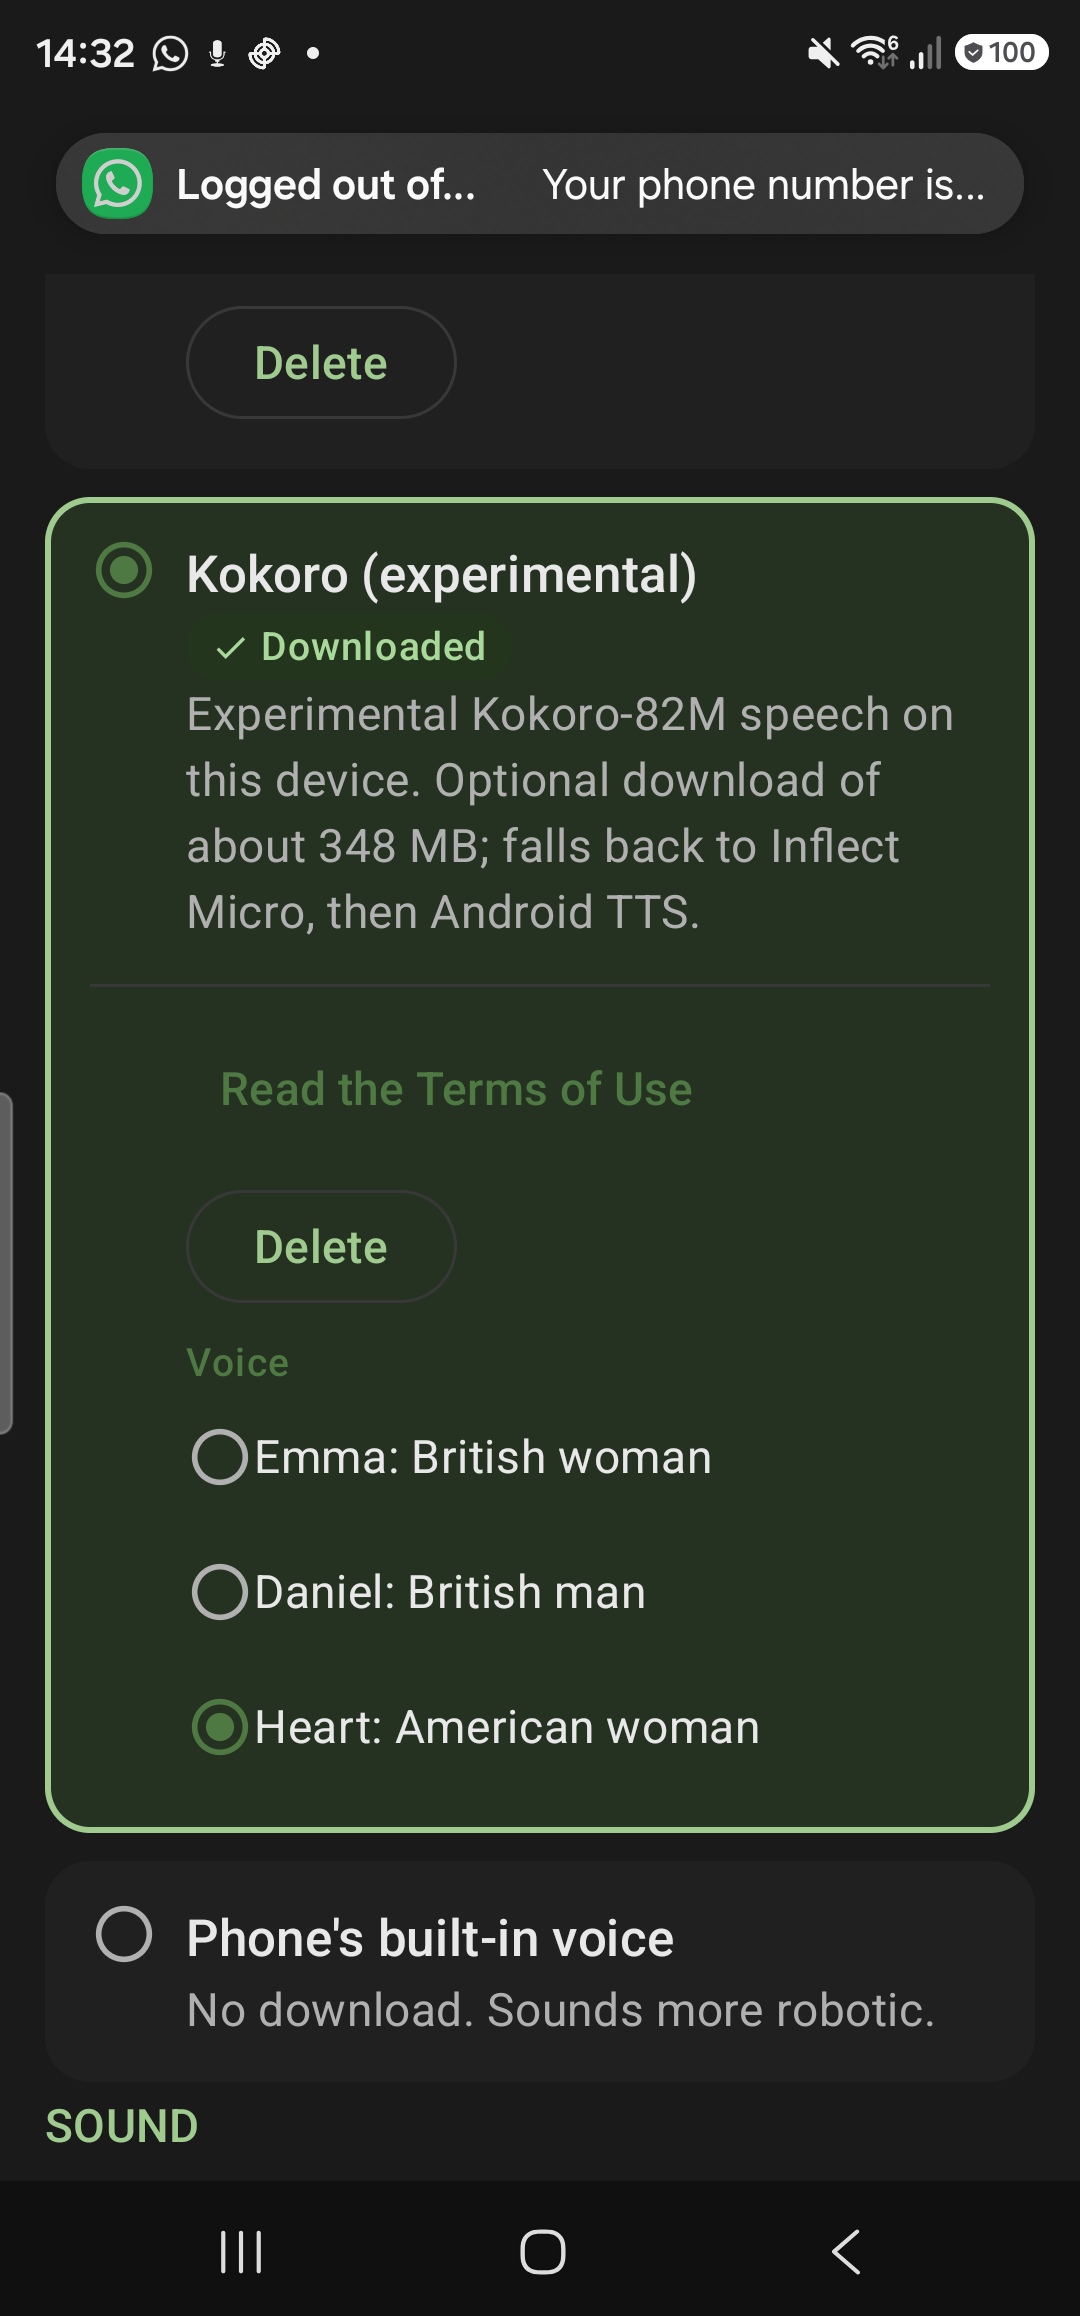 14:32
6
100
Logged out of... Your phone number is...
Delete
Kokoro (experimental)
Downloaded
Experimental Kokoro-82M speech on
this device. Optional download of
about 348 MB; falls back to Inflect
Micro, then Android TTS.
Read the Terms of Use
Delete
Voice
Emma: British woman
Daniel: British man
Heart: American woman
Phone's built-in voice
No download. Sounds more robotic.
SOUND